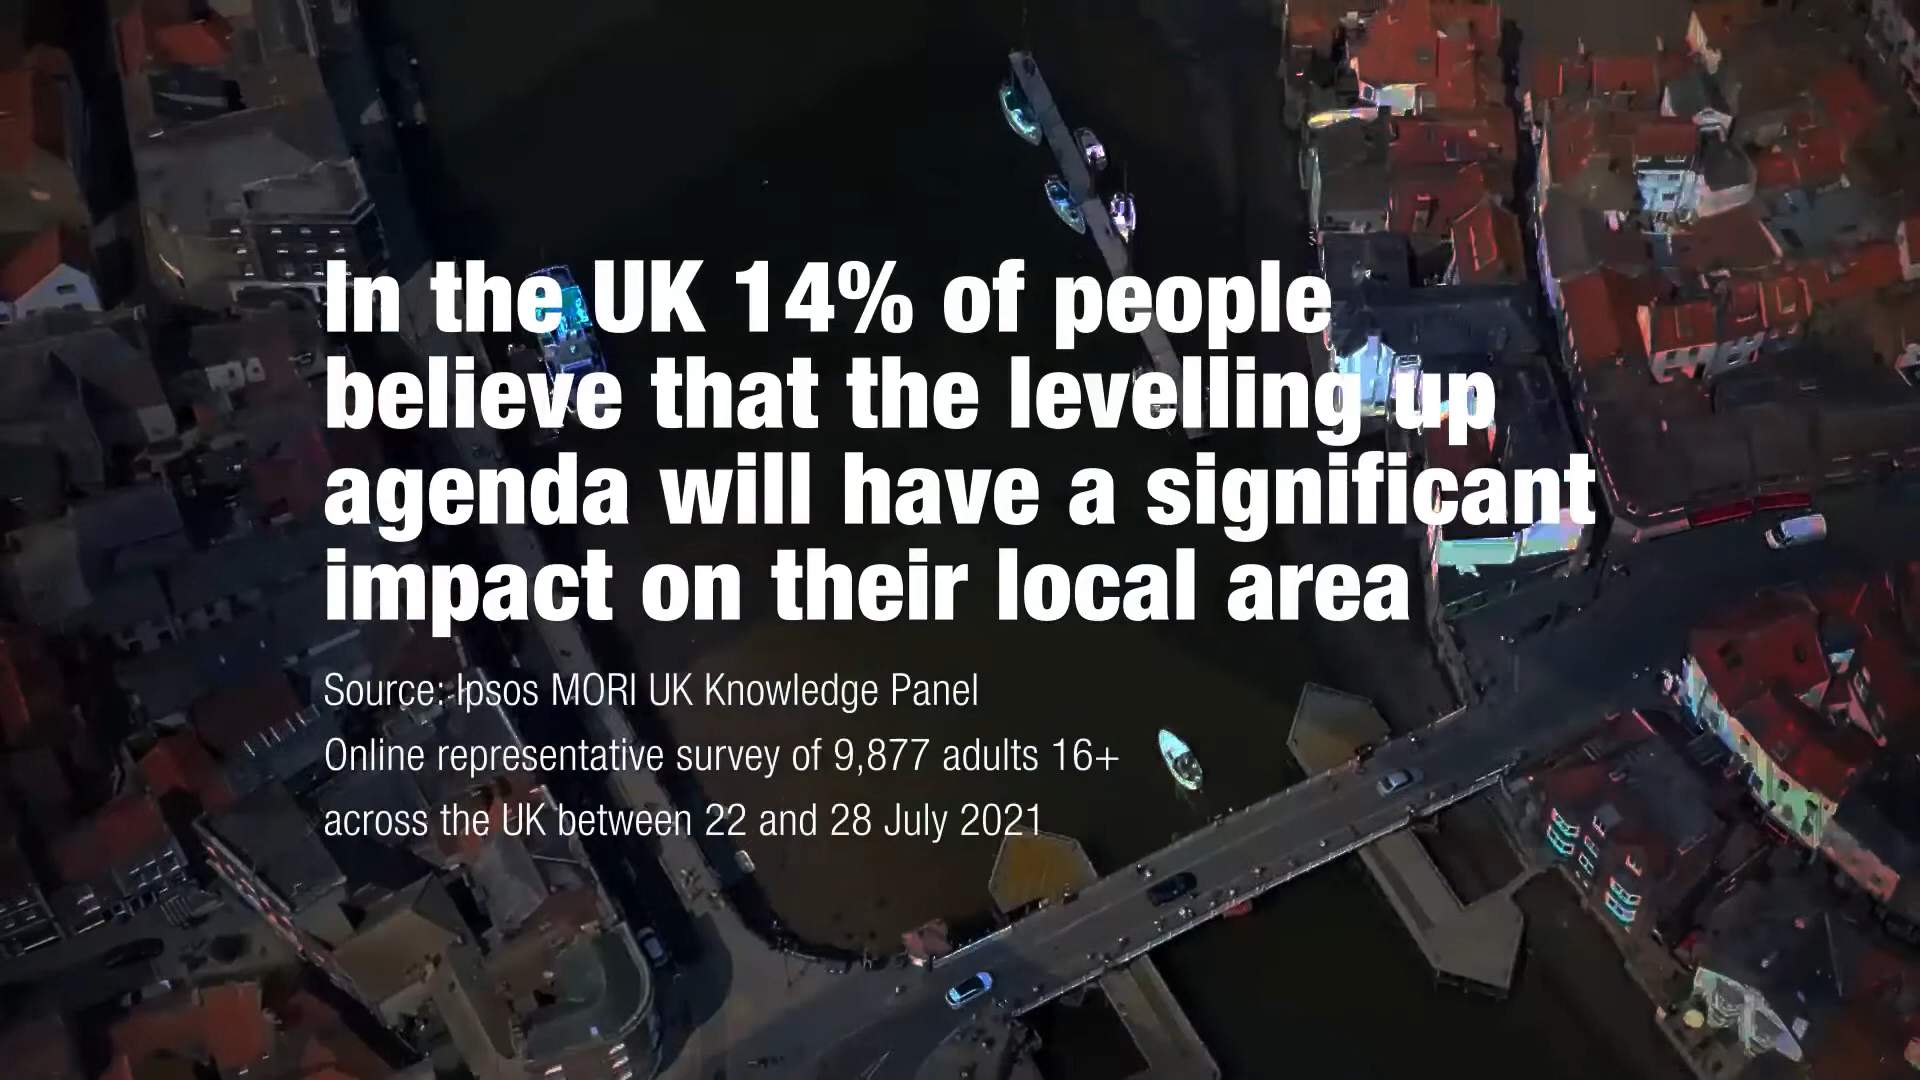 In the UK 14% of people
believe that the levelling up
agenda will have a significant
impact on their local area
Source: Ipsos MORI UK Knowledge Panel
Online representative survey of 9,877 adults 16+
across the UK between 22 and 28 July 2021